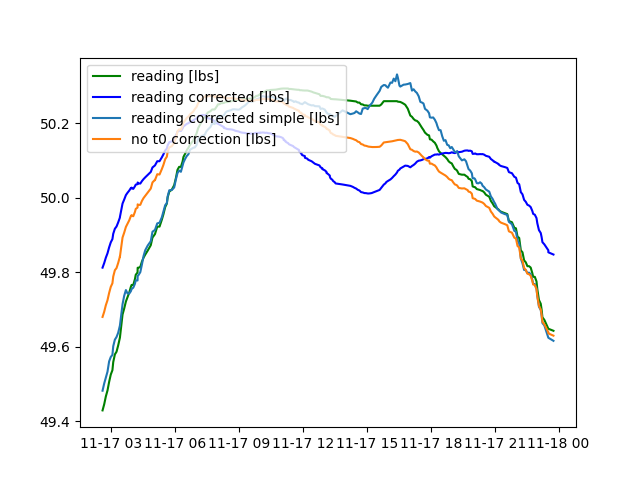 reading [lbs]
reading corrected [lbs]
reading corrected simple [lbs]
no t0 correction [lbs]
50.2
50.0
49.8
49.6
49.4
11-17 03 11-17 06 11-17 09 11-17 12 11-17 15 11-17 18 11-17 21 11-18 00